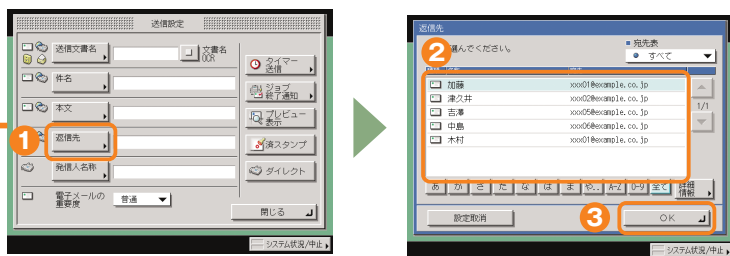 送信設定
送信文書名
文書名
OCR
件名
本文
1
返信先
発信人名称
電子メールの
重要度
普通
タイマー
送信
ジョブ
終了通知
プレビュー
表示
済スタンプ
ダイレクト
閉じる
システム状況/中止
返信先
2
選んでください。
宛先表
すべて
加藤 xxx01@example.co.jp
津久井 xxx02@example.co.jp
吉澤 xxx05@example.co.jp
中島 xxx06@example.co.jp
木村 xxx01@example.co.jp
1/1
あ か さ た な は ま や.. A-Z 0-9 全て 詳細
情報
設定取消
3
OK
システム状況/中止